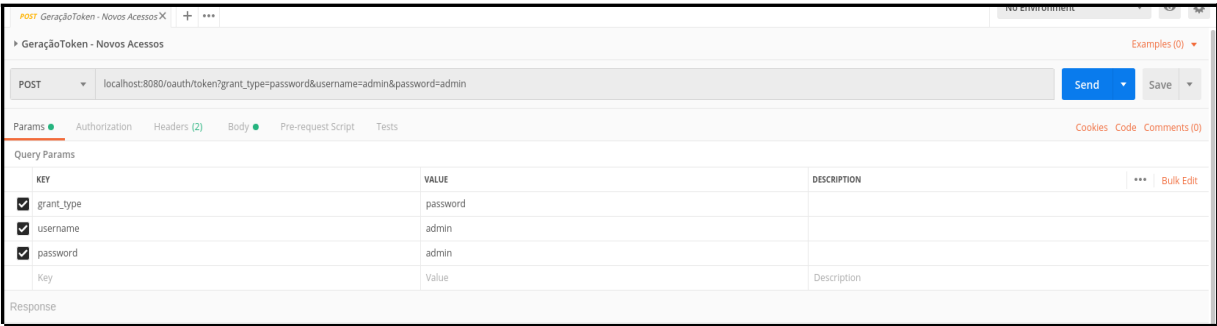 POST GeraçãoToken - Novos Acessos X + •••
No Environment
GeraçãoToken - Novos Acessos
Examples (0)
POST localhost:8080/oauth/token?grant_type=password&username=admin&password=admin Send Save
Params Authorization Headers (2) Body Pre-request Script Tests Cookies Code Comments (0)
Query Params
KEY VALUE DESCRIPTION ••• Bulk Edit
grant_type password
username admin
password admin
Key Value Description
Response